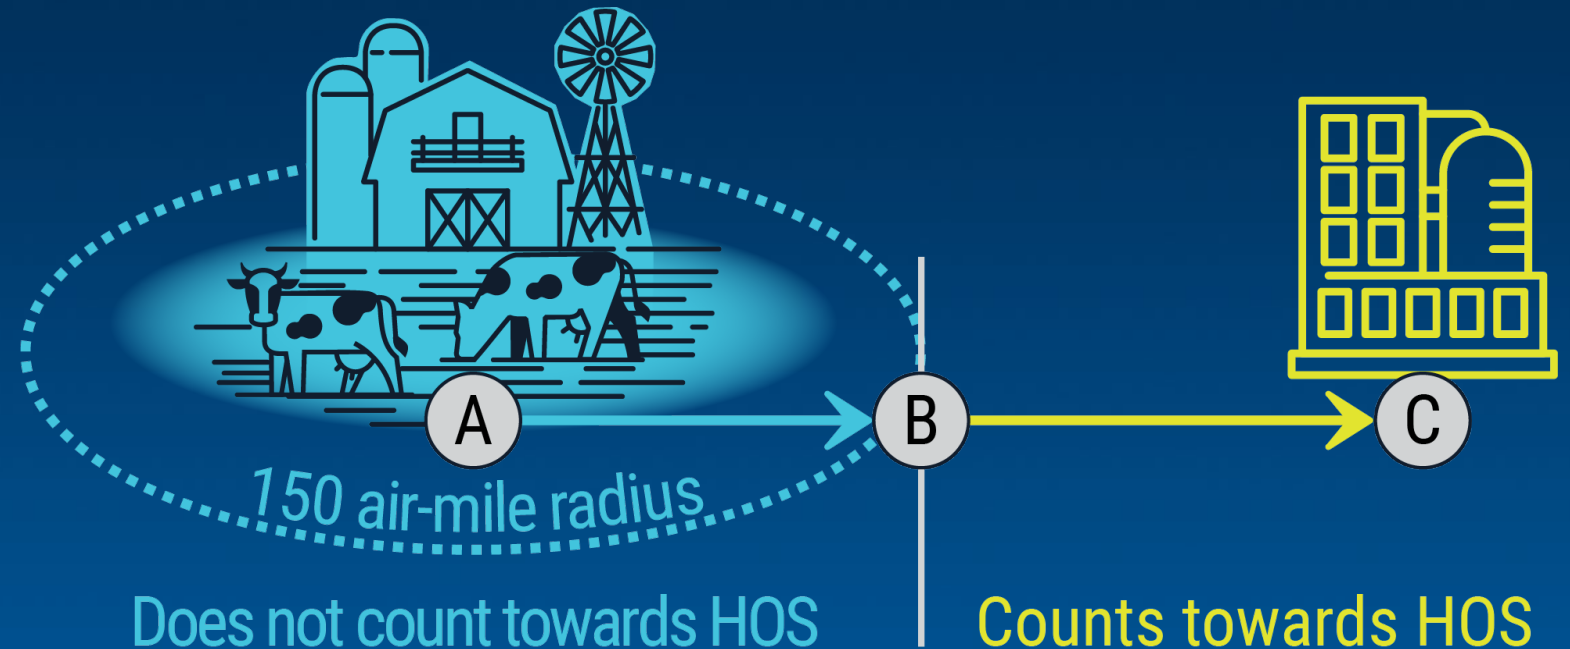 A
B
C
150 air-mile radius
Does not count towards HOS
Counts towards HOS